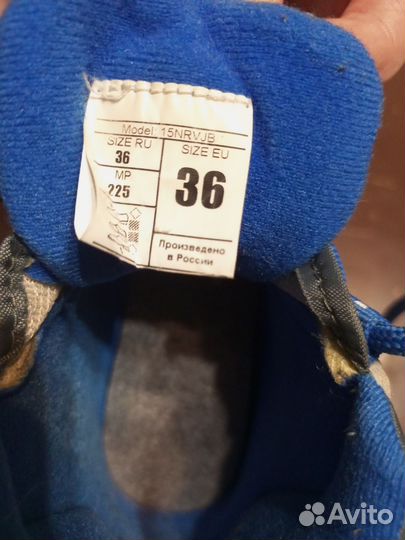 Model: 15NRVJB
SIZE RU
36
SIZE EU
36
MP
225
Произведено
в России
Avito